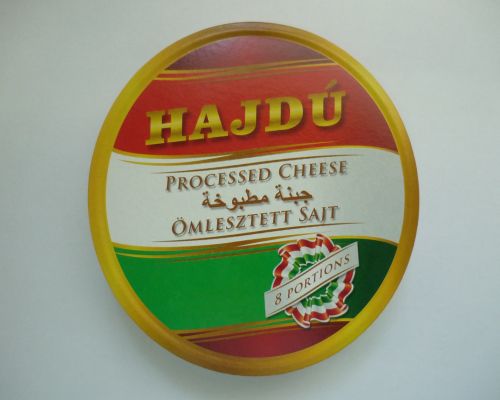 HAJDÚ
PROCESSED CHEESE
جبنة مطبوخة
ÖMLESZTETT SAJT
8 PORTIONS